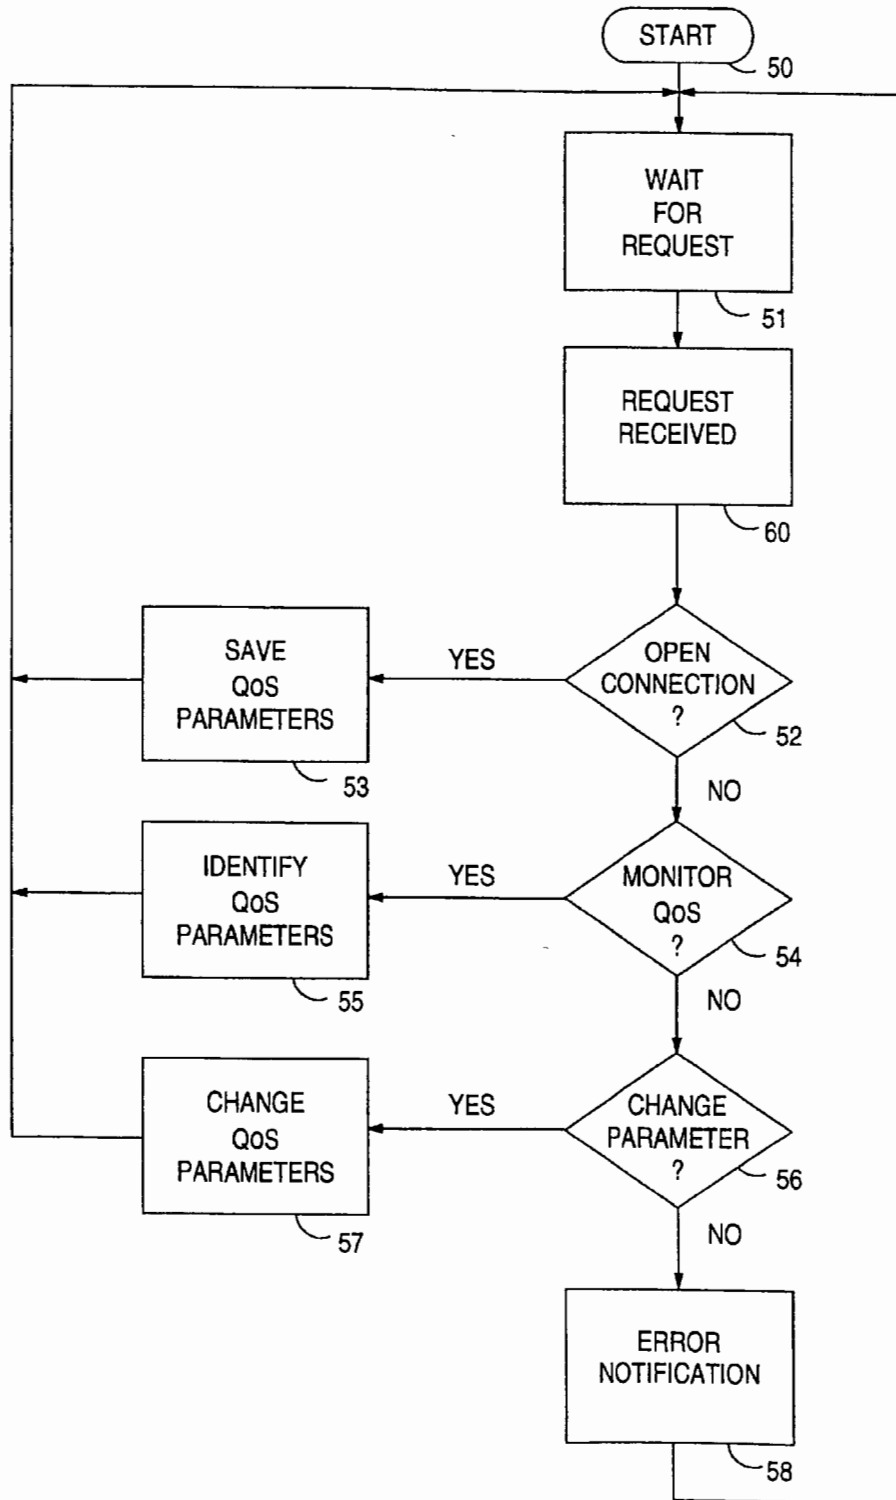 START
50
WAIT
FOR
REQUEST
51
REQUEST
RECEIVED
60
OPEN
CONNECTION
?
52
YES
SAVE
QoS
PARAMETERS
53
NO
MONITOR
QoS
?
54
YES
IDENTIFY
QoS
PARAMETERS
55
NO
CHANGE
PARAMETER
?
56
YES
CHANGE
QoS
PARAMETERS
57
NO
ERROR
NOTIFICATION
58